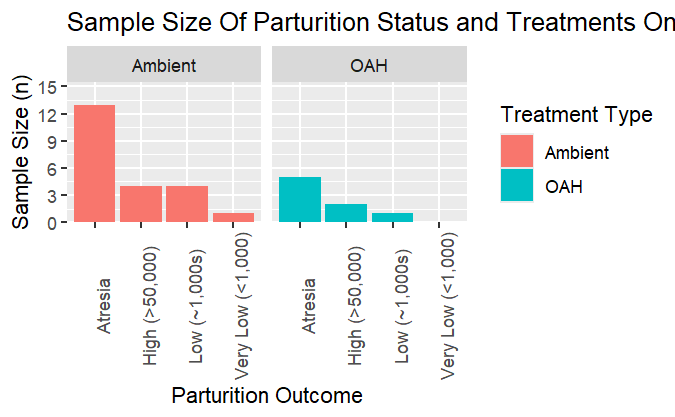 Sample Size Of Parturition Status and Treatments On
Ambient
OAH
Sample Size (n)
15
12
9
6
3
0
Atresia
High (>50,000)
Low (~1,000s)
Very Low (<1,000)
Atresia
High (>50,000)
Low (~1,000s)
Very Low (<1,000)
Parturition Outcome
Treatment Type
Ambient
OAH